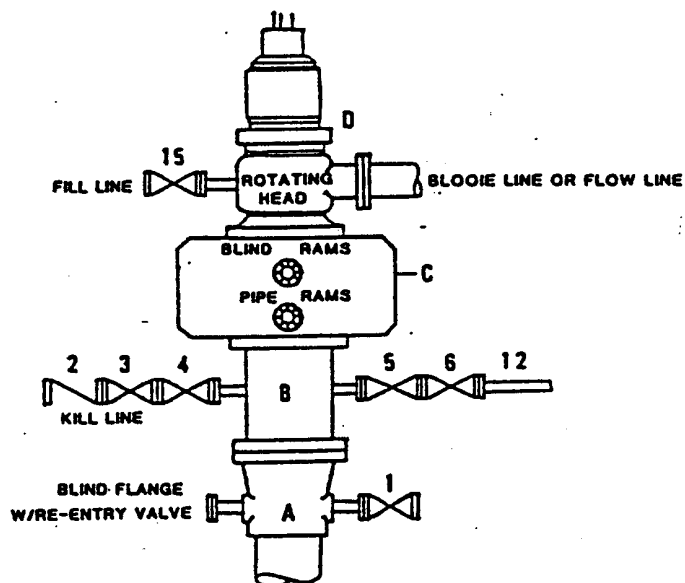 D
15
FILL LINE
ROTATING HEAD
BLOOIE LINE OR FLOW LINE
BLIND RAMS
C
PIPE RAMS
2 3 4
5 6 12
B
KILL LINE
BLIND FLANGE
W/RE-ENTRY VALVE
A
1